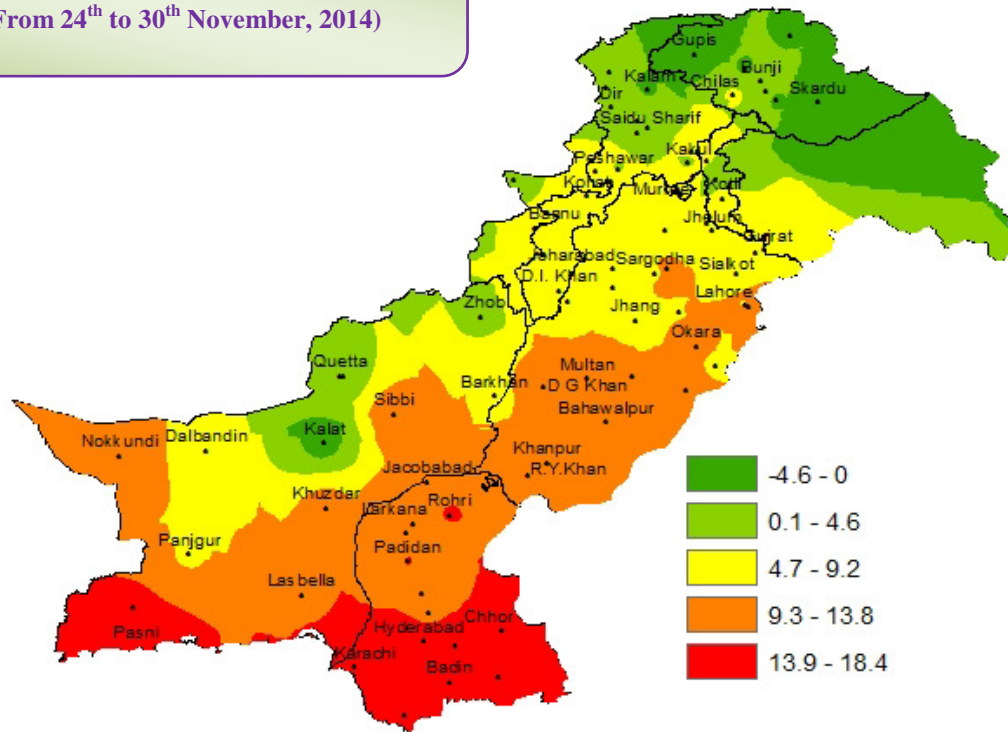 From 24th to 30th November, 2014)
Gupis
Bunji
Kalam
Chilas
Skardu
Dir
Saidu Sharif
Kakul
Peshawar
Kohat
Kotli
Bannu
Jhelum
Gujrat
Sargodha
Sialkot
D.I. Khan
Zhob
Jhang
Lahore
Okara
Quetta
Multan
Barkhan
D G Khan
Sibbi
Bahawalpur
Kalat
Nokkundi
Dalbandin
Khanpur
Jacobabad
R.Y.Khan
Khuzdar
Rohri
Larkana
Panjgur
Padidan
Lasbella
Chhor
Pasni
Hyderabad
Karachi
Badin
-4.6 - 0
0.1 - 4.6
4.7 - 9.2
9.3 - 13.8
13.9 - 18.4